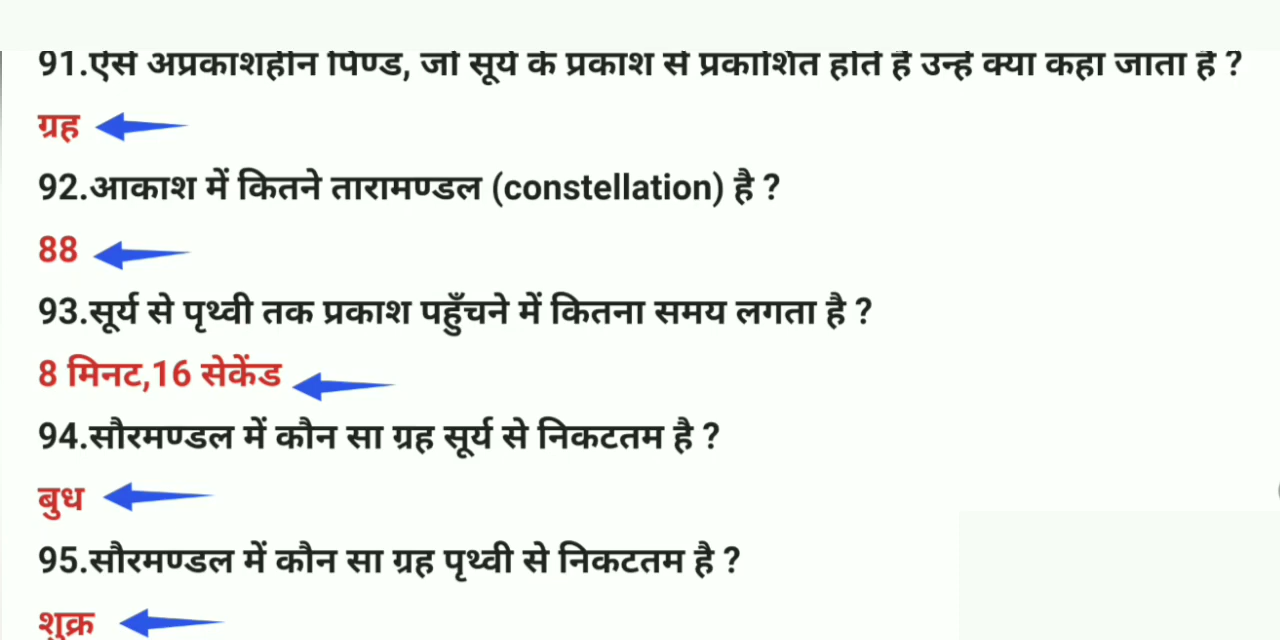 91.ऐसे अप्रकाशहीन पिण्ड, जो सूर्य के प्रकाश से प्रकाशित होते है उन्हे क्या कहा जाता है ?
ग्रह
92.आकाश में कितने तारामण्डल (constellation) है ?
88
93.सूर्य से पृथ्वी तक प्रकाश पहुँचने में कितना समय लगता है ?
8 मिनट,16 सेकेंड
94.सौरमण्डल में कौन सा ग्रह सूर्य से निकटतम है ?
बुध
95.सौरमण्डल में कौन सा ग्रह पृथ्वी से निकटतम है ?
शुक्र